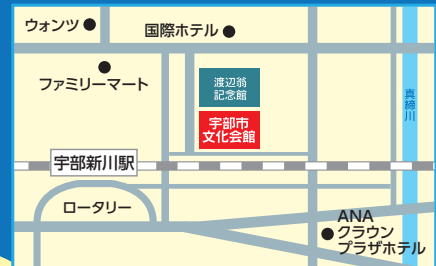 ウォンツ
国際ホテル
ファミリーマート
渡辺翁
記念館
宇部市
文化会館
真締川
宇部新川駅
ロータリー
ANA
クラウン
プラザホテル